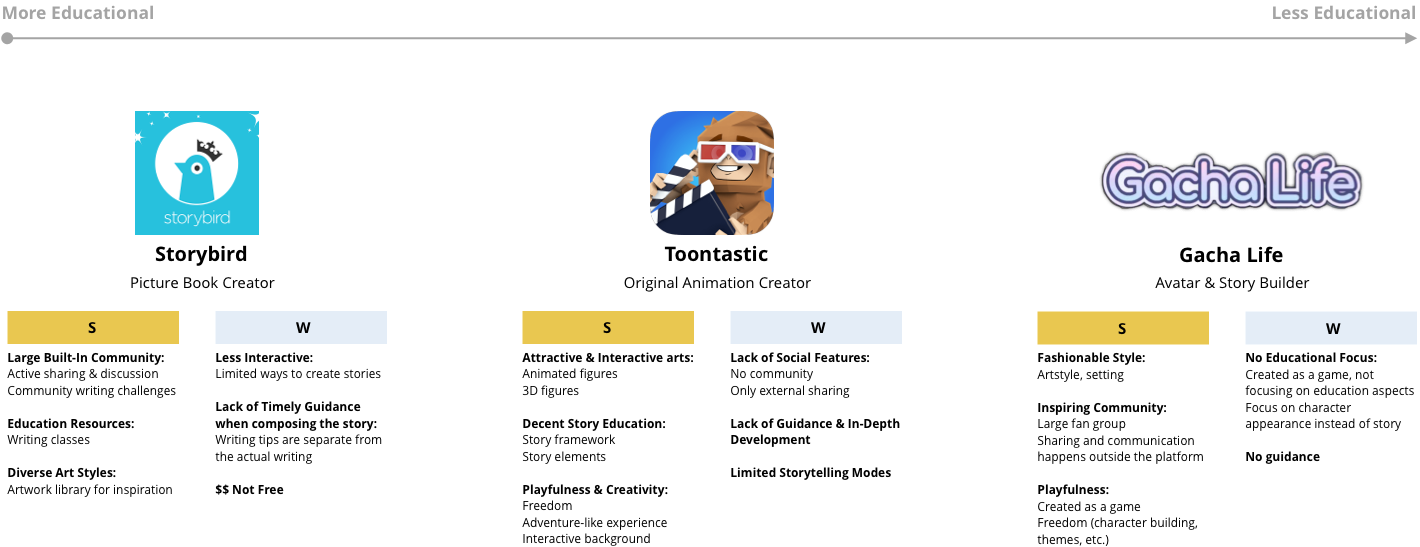 More Educational
Less Educational
storybird
Storybird
Picture Book Creator
S
W
Large Built-In Community:
Active sharing & discussion
Community writing challenges
Education Resources:
Writing classes
Diverse Art Styles:
Artwork library for inspiration
Less Interactive:
Limited ways to create stories
Lack of Timely Guidance
when composing the story:
Writing tips are separate from
the actual writing
$$ Not Free
Toontastic
Original Animation Creator
S
W
Attractive & Interactive arts:
Animated figures
3D figures
Decent Story Education:
Story framework
Story elements
Playfulness & Creativity:
Freedom
Adventure-like experience
Interactive background
Lack of Social Features:
No community
Only external sharing
Lack of Guidance & In-Depth
Development
Limited Storytelling Modes
Gacha Life
Gacha Life
Avatar & Story Builder
S
W
Fashionable Style:
Artstyle, setting
Inspiring Community:
Large fan group
Sharing and communication
happens outside the platform
Playfulness:
Created as a game
Freedom (character building,
themes, etc.)
No Educational Focus:
Created as a game, not
focusing on education aspects
Focus on character
appearance instead of story
No guidance